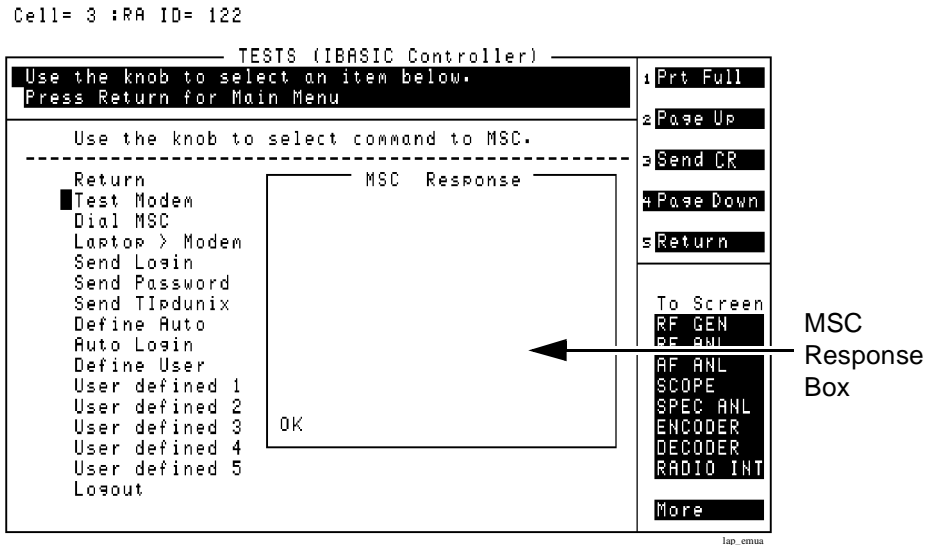 Cell= 3 :RA ID= 122
TESTS (IBASIC Controller)
Use the knob to select an item below.
Press Return for Main Menu
Use the knob to select command to MSC.
Return
Test Modem
Dial MSC
Laptop > Modem
Send Login
Send Password
Send TIpdunix
Define Auto
Auto Login
Define User
User defined 1
User defined 2
User defined 3
User defined 4
User defined 5
Logout
MSC Response
OK
1 Prt Full
2 Page Up
3 Send CR
4 Page Down
5 Return
To Screen
RF GEN
RF ANL
AF ANL
SCOPE
SPEC ANL
ENCODER
DECODER
RADIO INT
More
MSC
Response
Box
lap_emua